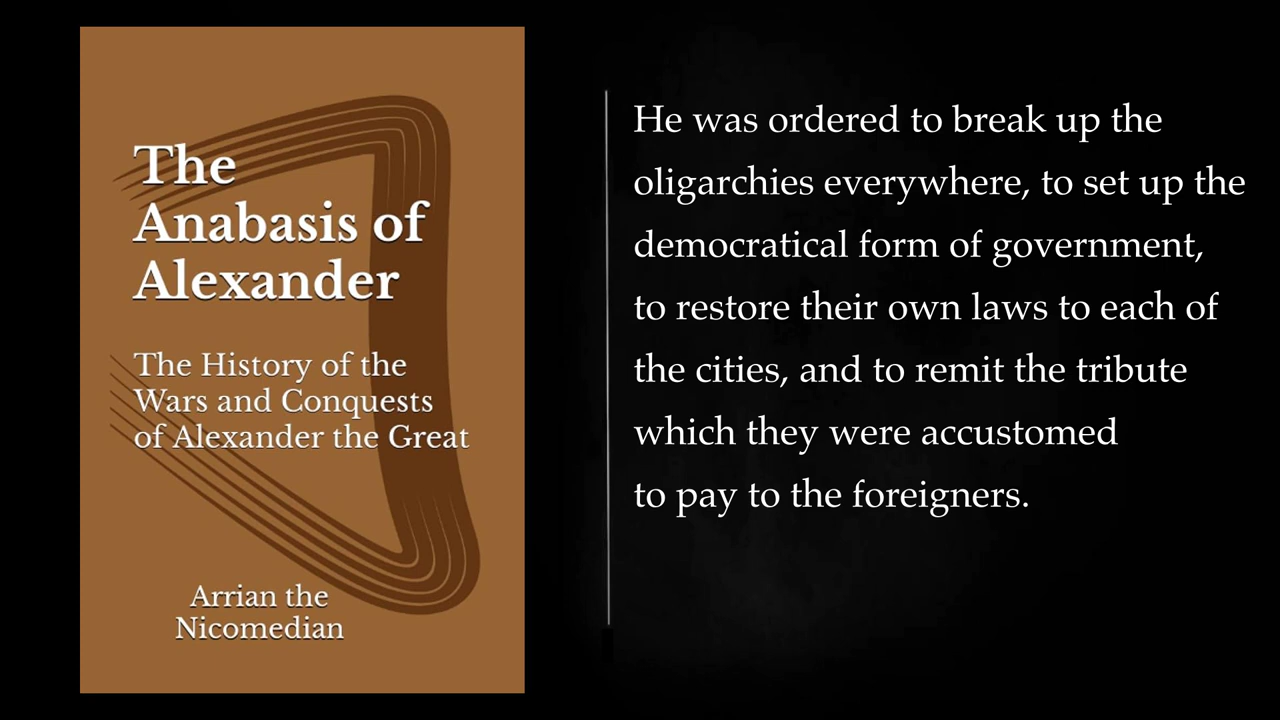 The
Anabasis of
Alexander
The History of the
Wars and Conquests
of Alexander the Great
Arrian the
Nicomedian
He was ordered to break up the
oligarchies everywhere, to set up the
democratical form of government,
to restore their own laws to each of
the cities, and to remit the tribute
which they were accustomed
to pay to the foreigners.